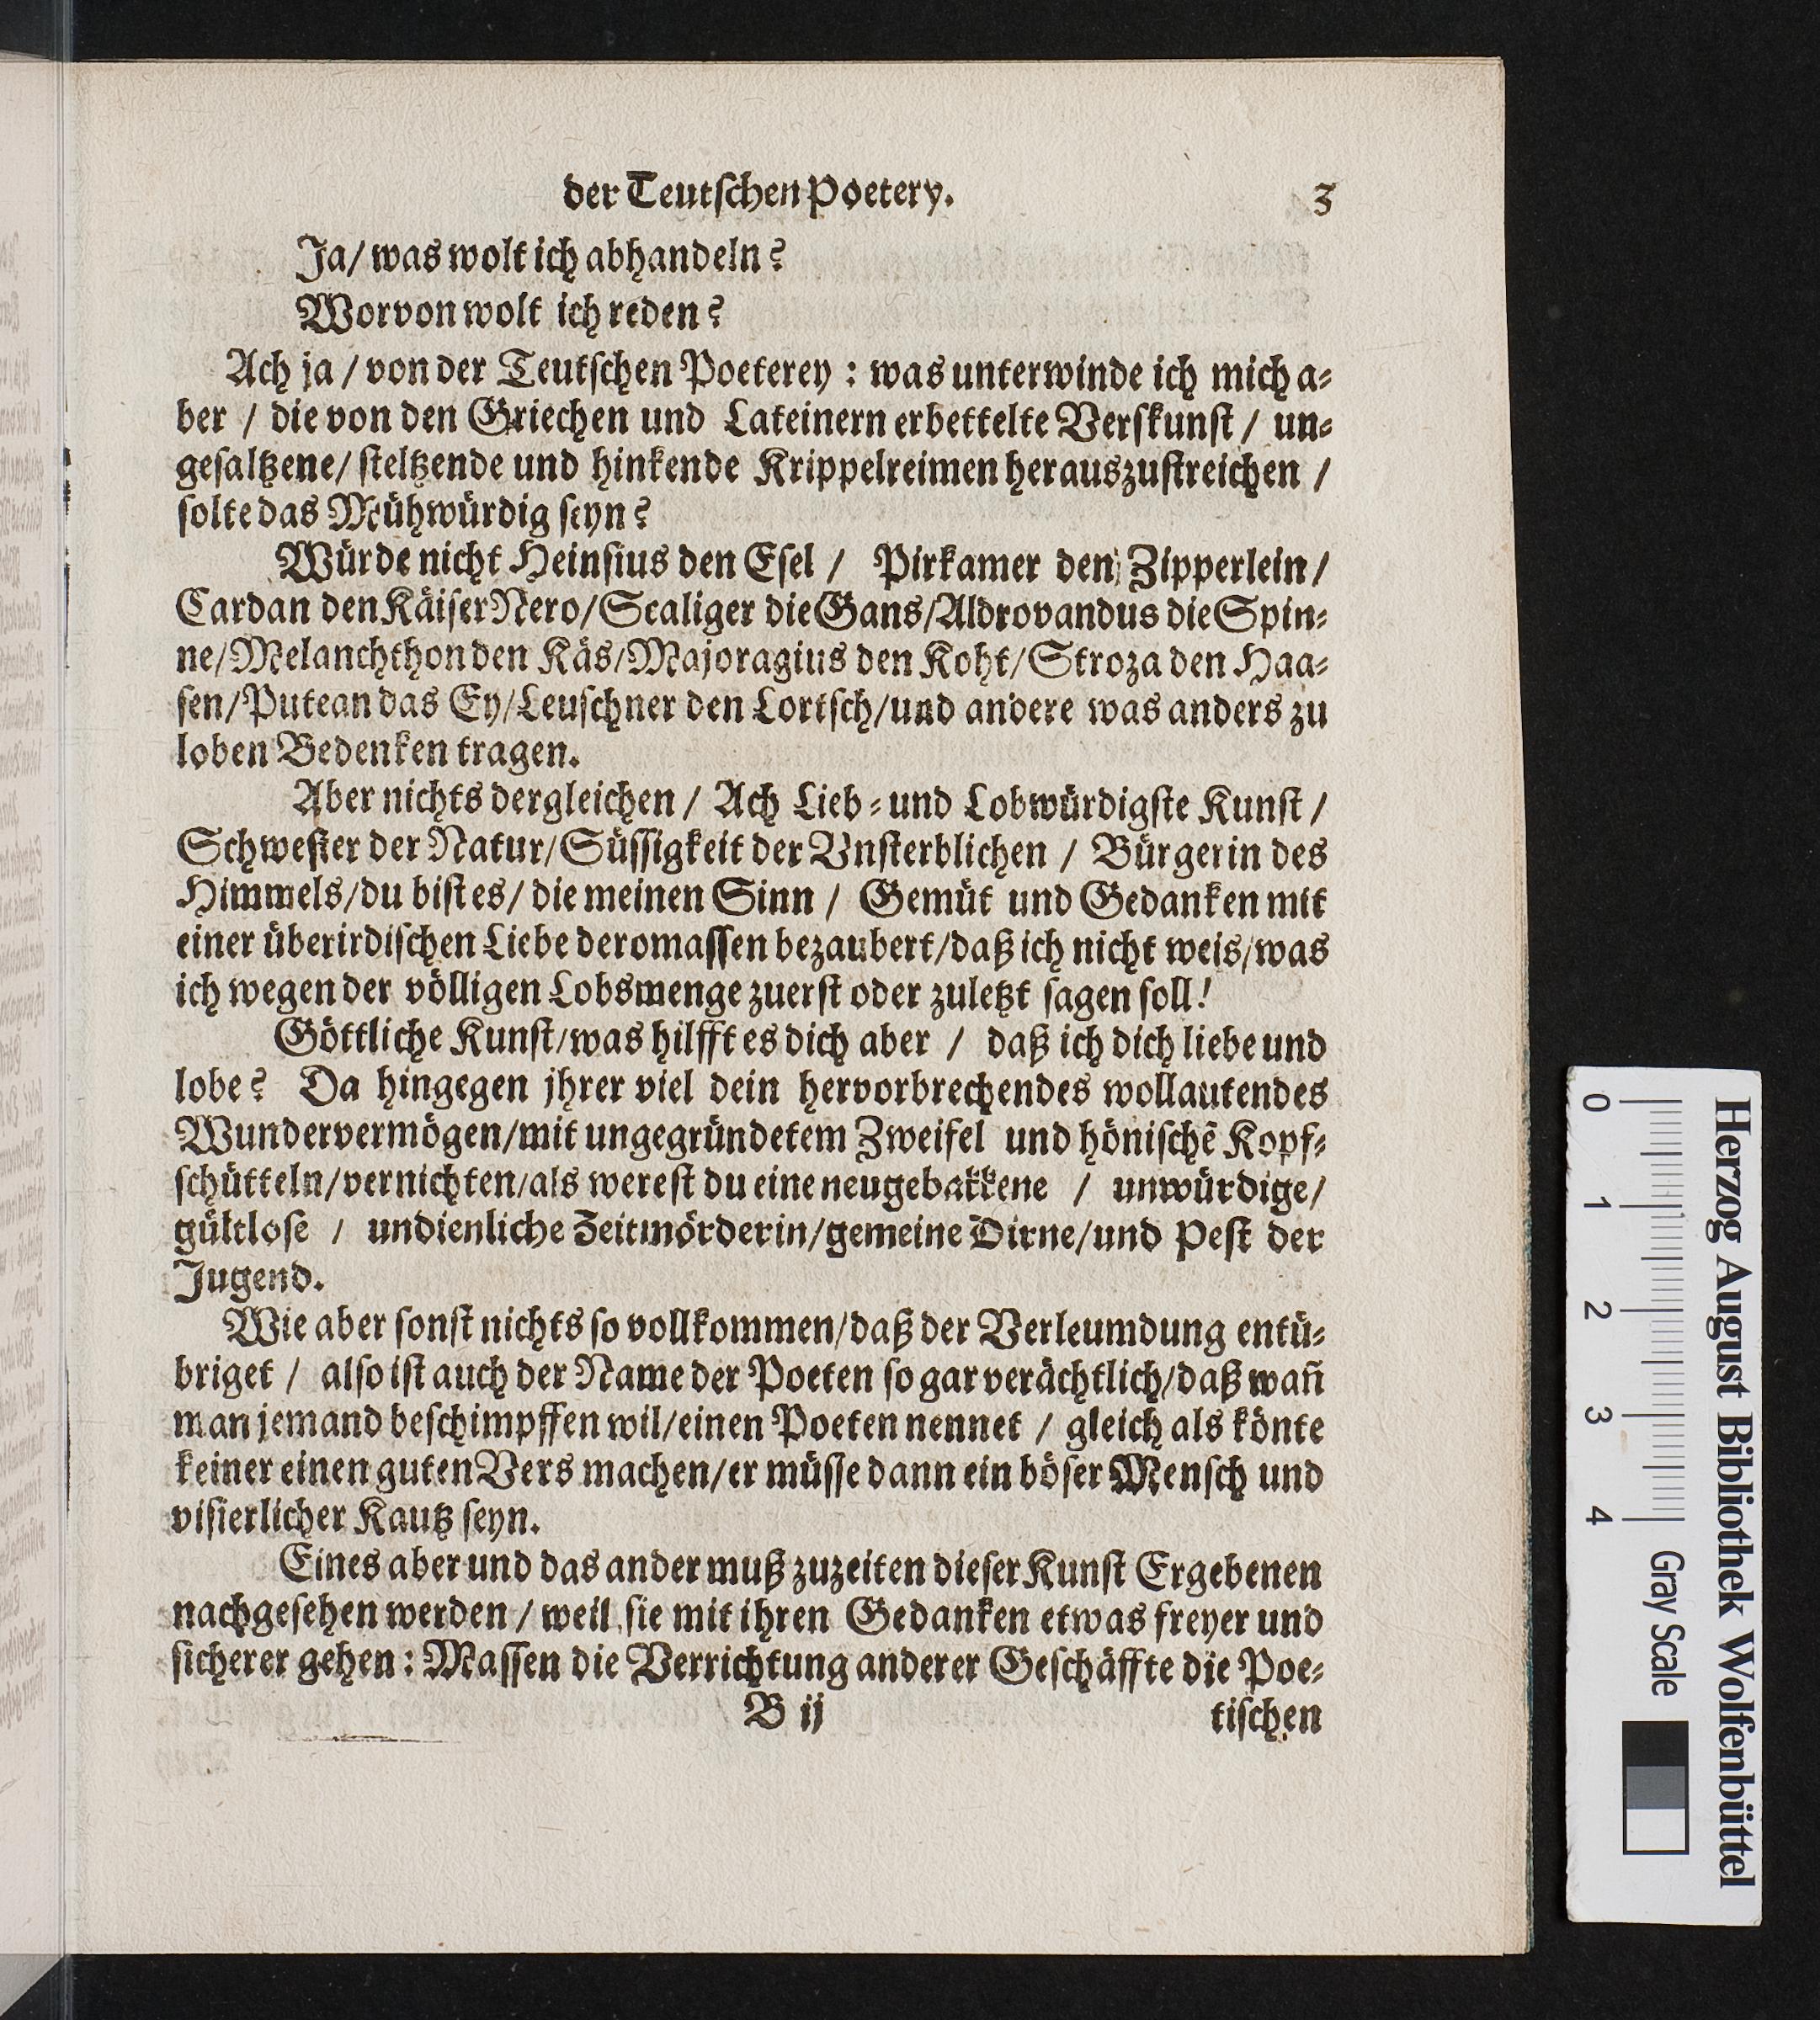 der Teutſchen Poetery. 3
Ja/ was wolt ich abhandeln?
Worvon wolt ich reden?
Ach ja / von der Teutſchen Poeterey : was unterwinde ich mich a⸗
ber / die von den Griechen und Lateinern erbettelte Verſkunſt / un⸗
geſaltzene/ ſteltzende und hinkende Krippelreimen herauszuſtreichen /
ſolte das Mühwürdig ſeyn?
Würde nicht Heinſius den Eſel / Pirkamer den Zipperlein/
Cardan den Käiſer Nero/Scaliger die Gans/Aldrovandus die Spin⸗
ne/Melanchthon den Käs/Majoragius den Koht/Stroza den Haa⸗
ſen/Putean das Ey/Leuſchner den Lortſch/und andere was anders zu
loben Bedenken tragen.
Aber nichts dergleichen / Ach Lieb⸗ und Lobwürdigſte Kunſt /
Schweſter der Natur/Süſſigkeit der Vnſterblichen / Bürgerin des
Himmels/du biſt es/ die meinen Sinn / Gemüt und Gedanken mit
einer überirdiſchen Liebe deromaſſen bezaubert/daß ich nicht weis/was
ich wegen der völligen Lobsmenge zuerſt oder zuletzt ſagen ſoll!
Göttliche Kunſt/was hilfft es dich aber / daß ich dich liebe und
lobe? Da hingegen jhrer viel dein hervorbrechendes wollautendes
Wundervermögen/mit ungegründetem Zweifel und höniſchẽ Kopf⸗
ſchütteln/vernichten/als wereſt du eine neugebakkene / unwürdige/
gültloſe / undienliche Zeitmörderin/gemeine Dirne/und Peſt der
Jugend.
Wie aber ſonſt nichts ſo vollkommen/daß der Verleumdung entü⸗
briget / alſo iſt auch der Name der Poeten ſo gar verächtlich/daß wañ
man jemand beſchimpffen wil/einen Poeten nennet / gleich als könte
keiner einen guten Vers machen/er müſſe dann ein böſer Menſch und
viſierlicher Kautz ſeyn.
Eines aber und das ander muß zuzeiten dieſer Kunſt Ergebenen
nachgeſehen werden / weil ſie mit ihren Gedanken etwas freyer und
ſicherer gehen : Maſſen die Verrichtung anderer Geſchäffte die Poe⸗
B ij tiſchen
Herzog August Bibliothek Wolfenbüttel
0 1 2 3 4 Gray Scale